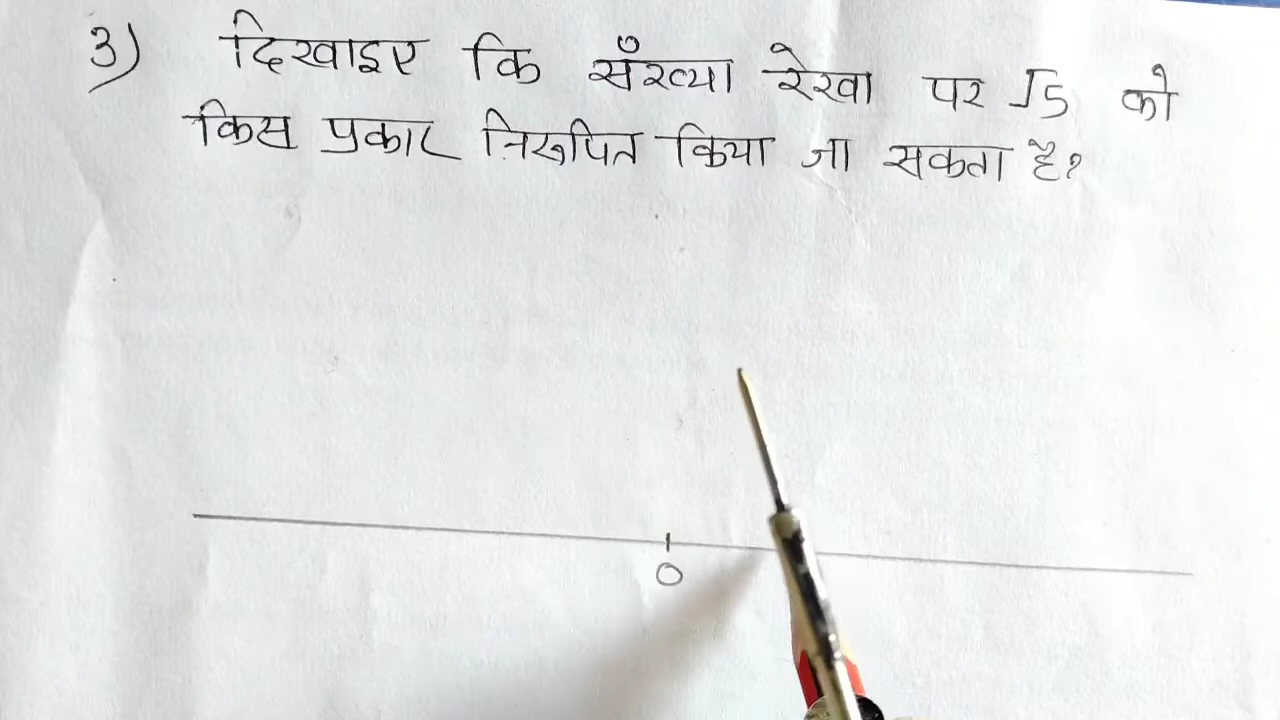 3) दिखाइए कि सँख्या रेखा पर √5 को
किस प्रकार निरूपित किया जा सकता है?
0